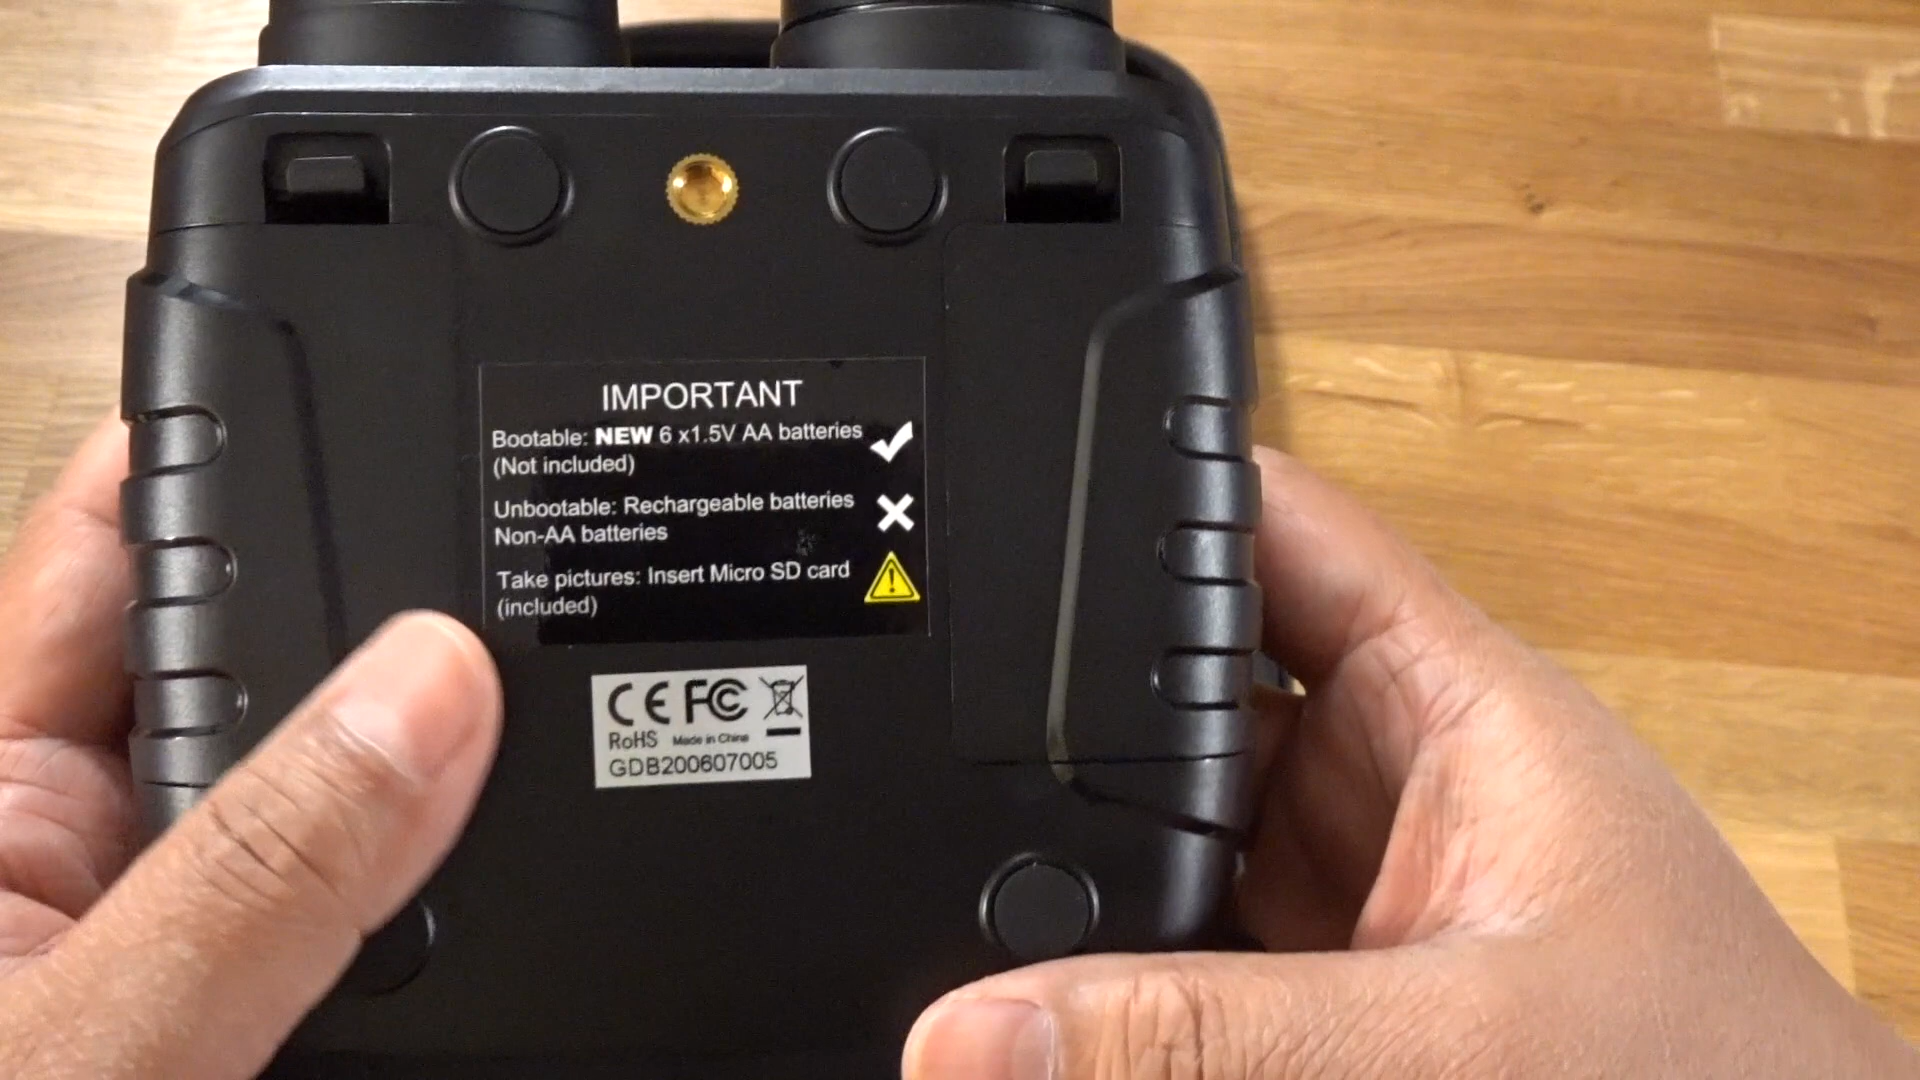 IMPORTANT
Bootable: NEW 6 x1.5V AA batteries
(Not included)
Unbootable: Rechargeable batteries
Non-AA batteries
Take pictures: Insert Micro SD card
(included)
CE FC
RoHS Made in China
GDB200607005